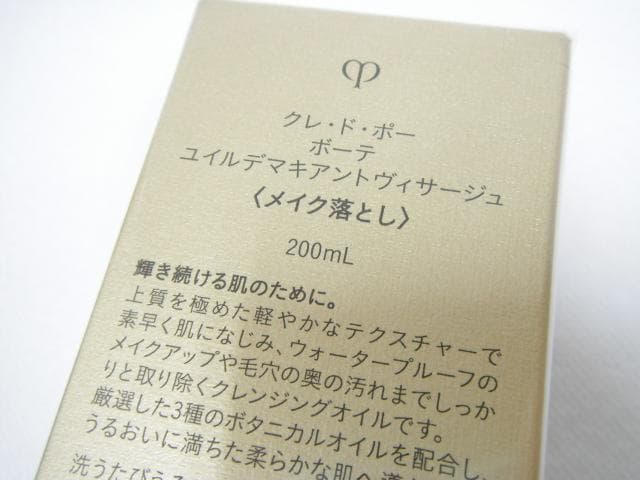 クレ・ド・ポー
ボーテ
ユイルデマキアントヴィサージュ
〈メイク落とし〉
200mL
輝き続ける肌のために。
上質を極めた軽やかなテクスチャーで
素早く肌になじみ、ウォータープルーフの
メイクアップや毛穴の奥の汚れまでしっか
りと取り除くクレンジングオイルです。
厳選した3種のボタニカルオイルを配合し、
うるおいに満ちた柔らかな肌へ導
洗うたびうる